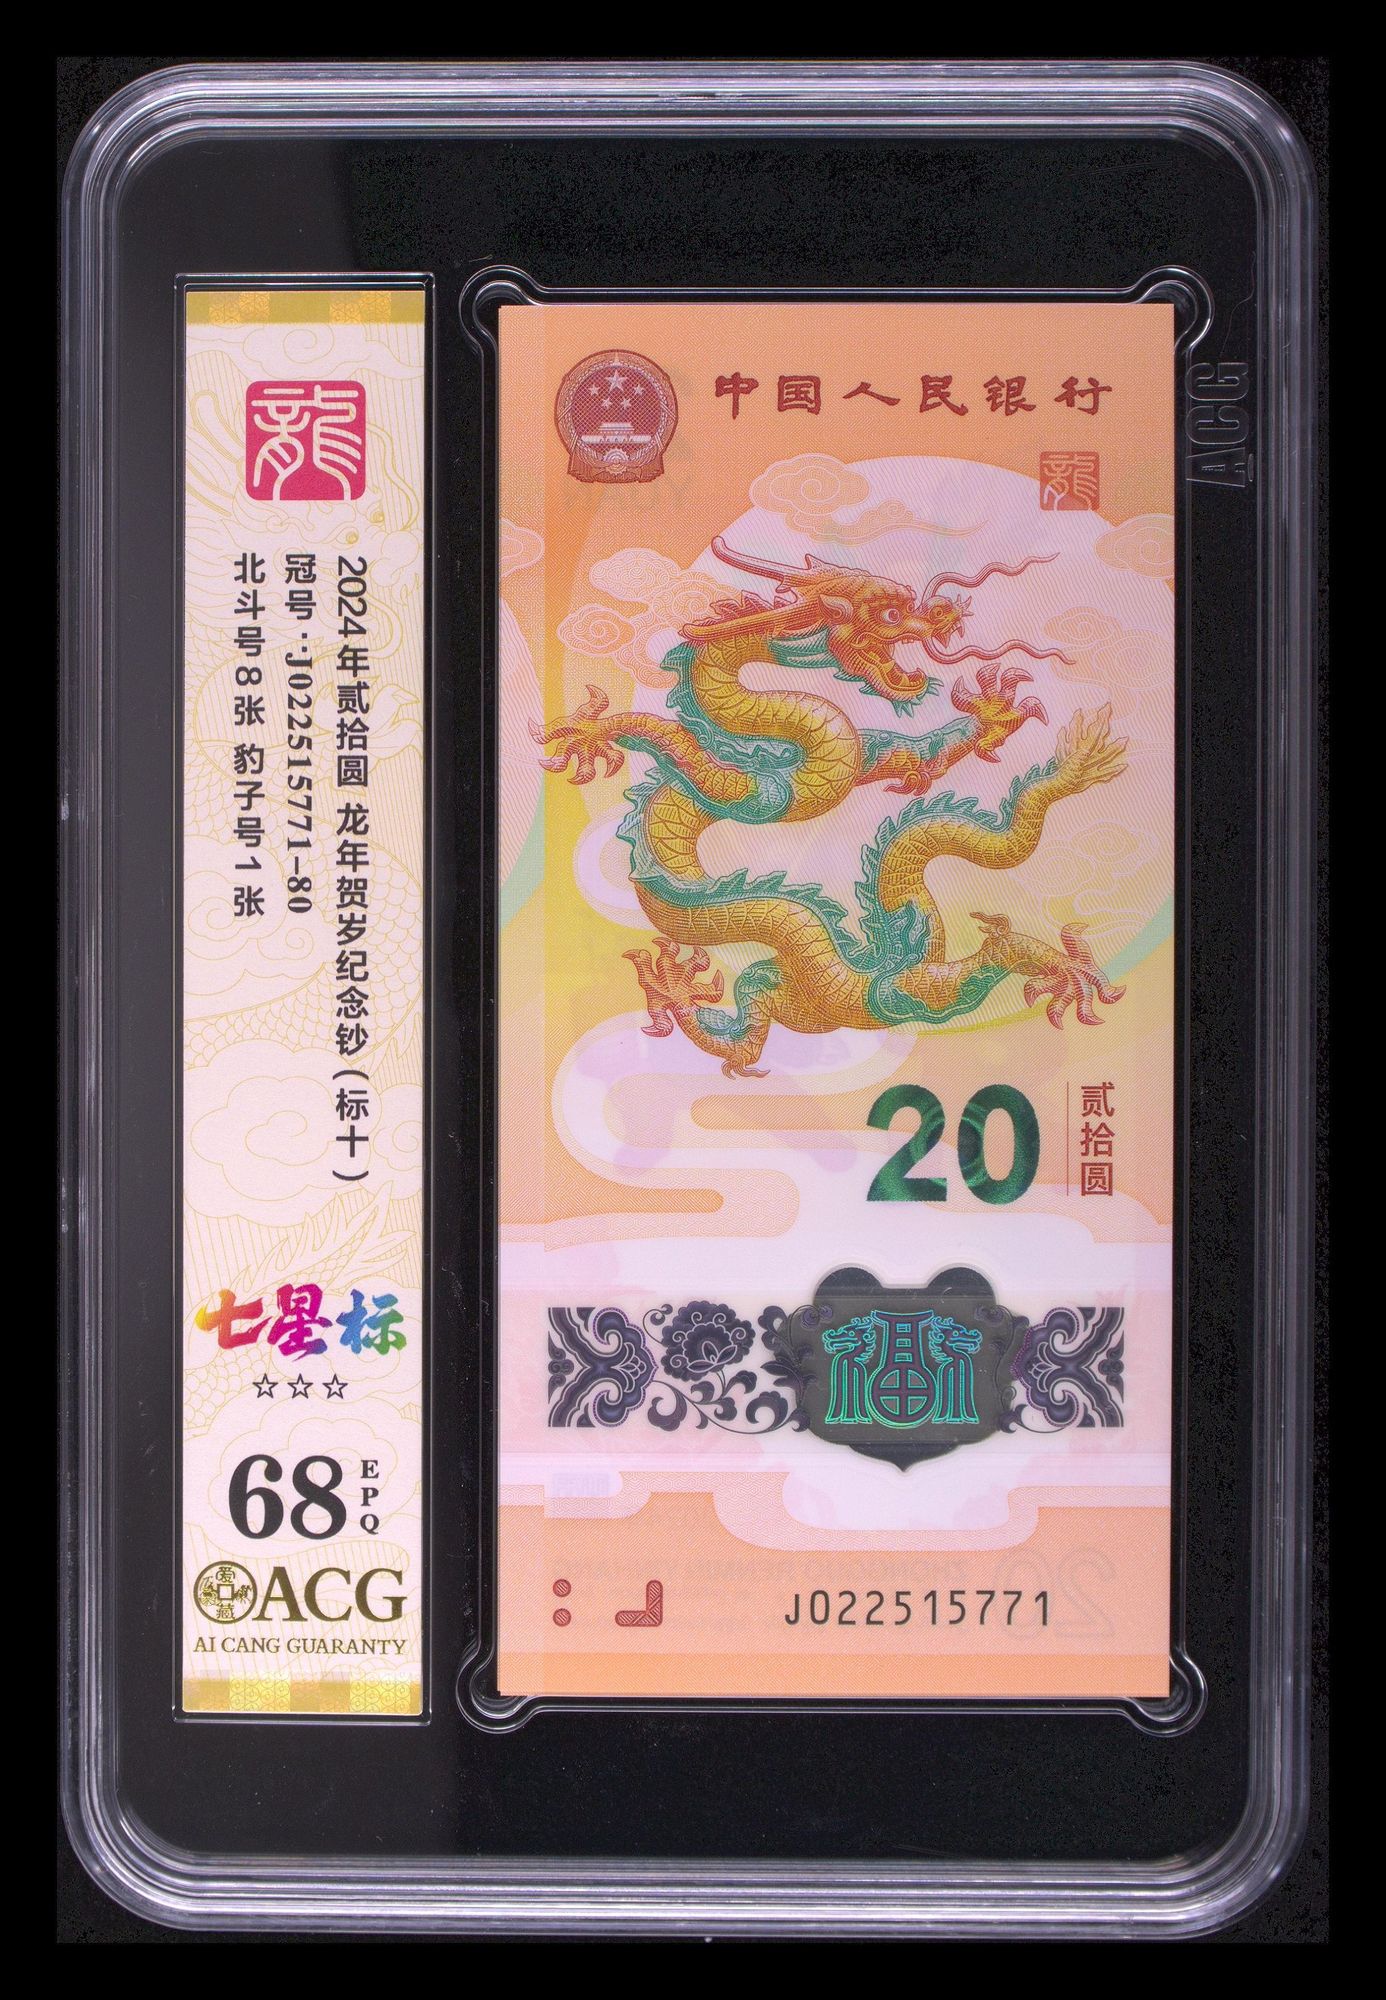 龍
2024年贰拾圆 龙年贺岁纪念钞(标十)
冠号:J022515771-80
北斗号8张 豹子号1张
七星标
☆☆☆
68 EPQ
爱藏
ACG
AI CANG GUARANTY
中国人民银行
龍
20
贰拾圆
福
J022515771
ACG